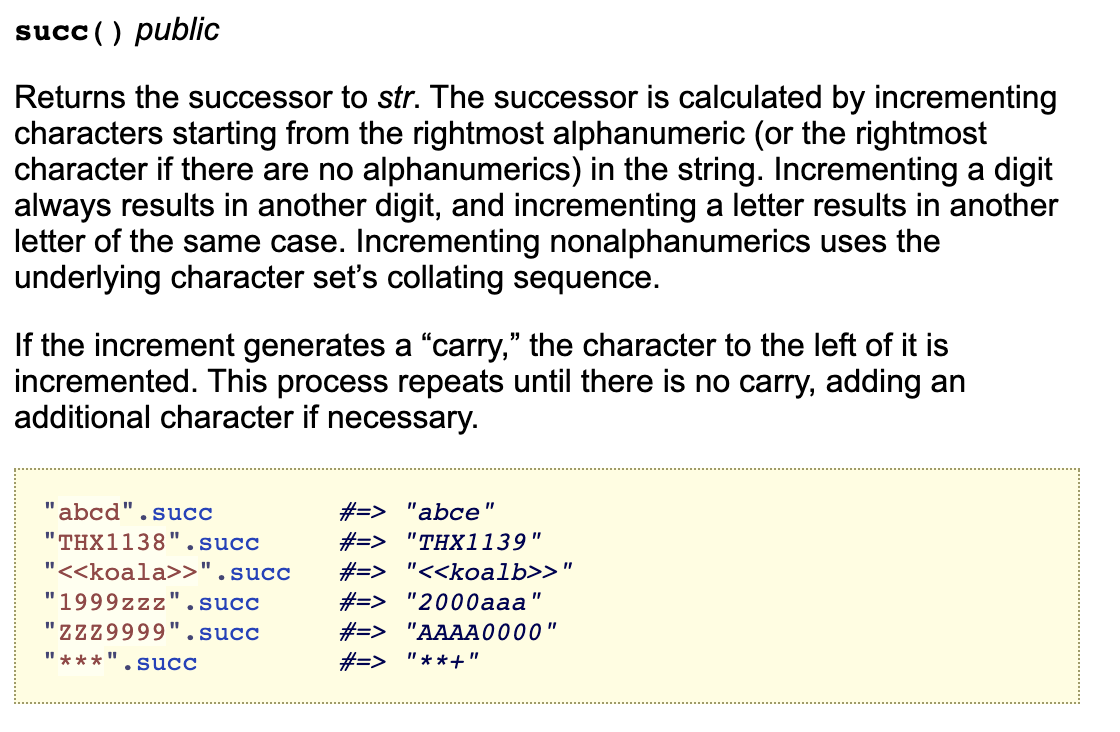 succ() public
Returns the successor to str. The successor is calculated by incrementing
characters starting from the rightmost alphanumeric (or the rightmost
character if there are no alphanumerics) in the string. Incrementing a digit
always results in another digit, and incrementing a letter results in another
letter of the same case. Incrementing nonalphanumerics uses the
underlying character set’s collating sequence.
If the increment generates a “carry,” the character to the left of it is
incremented. This process repeats until there is no carry, adding an
additional character if necessary.
"abcd".succ #=> "abce"
"THX1138".succ #=> "THX1139"
"<<koala>>".succ #=> "<<koalb>>"
"1999zzz".succ #=> "2000aaa"
"ZZZ9999".succ #=> "AAAA0000"
"***".succ #=> "**+"